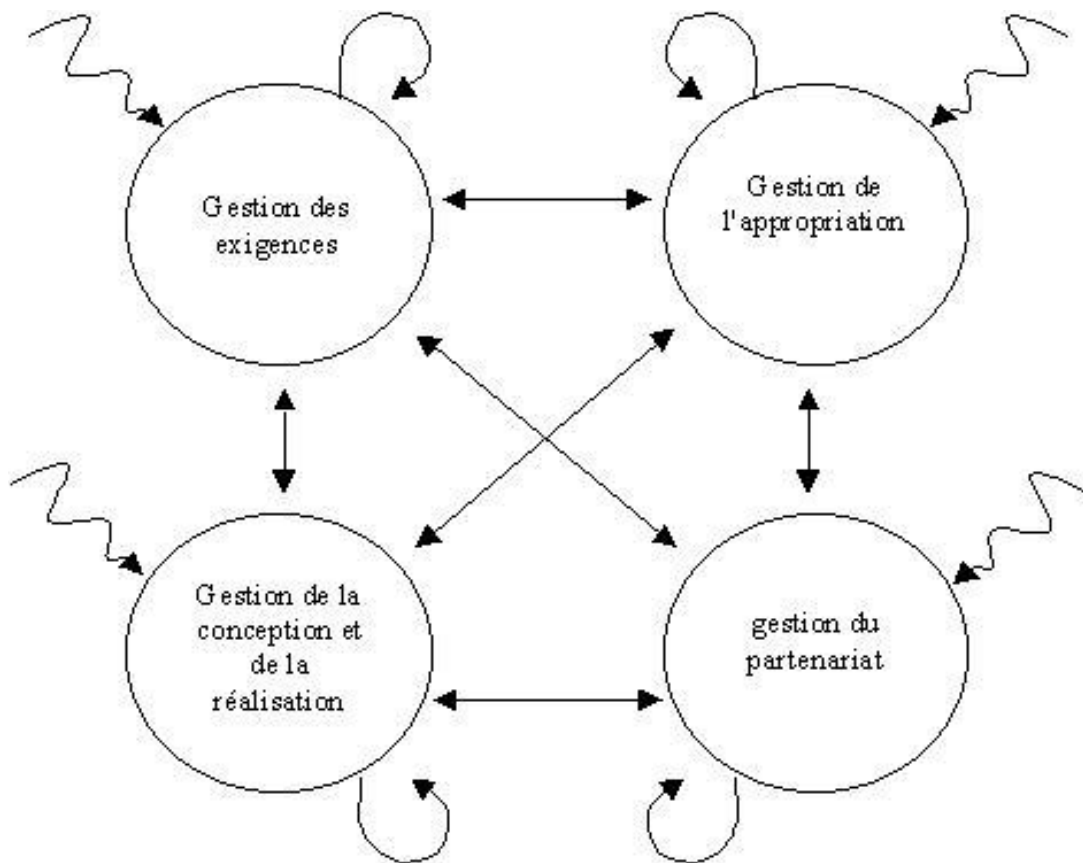 Gestion des
exigences
Gestion de
l'appropriation
Gestion de la
conception et
de la
réalisation
gestion du
partenariat